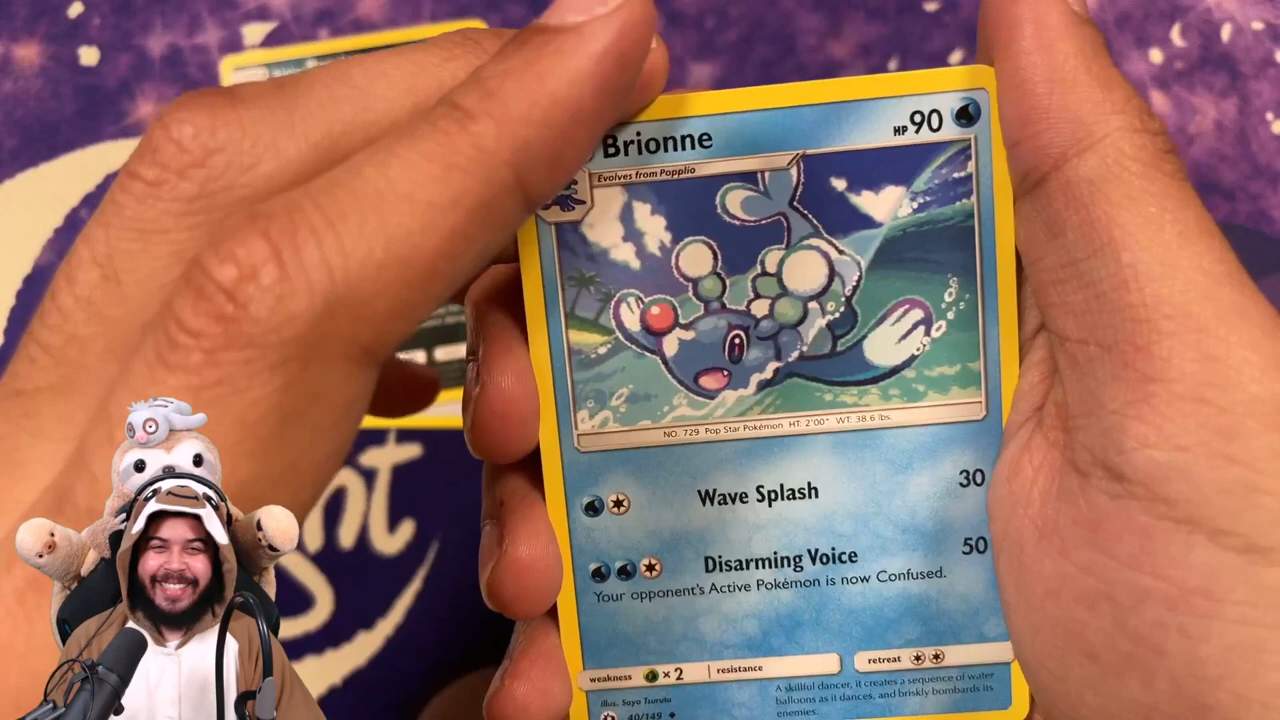 Brionne HP 90
Evolves from Popplio
NO. 729 Pop Star Pokémon HT: 2'00" WT: 38.6 lbs.
Wave Splash 30
Disarming Voice 50
Your opponent's Active Pokémon is now Confused.
weakness ×2 resistance retreat
A skillful dancer, it creates a sequence of water
balloons as it dances, and briskly bombards its
enemies.
Illus. Sayo Tsuruta
40/149